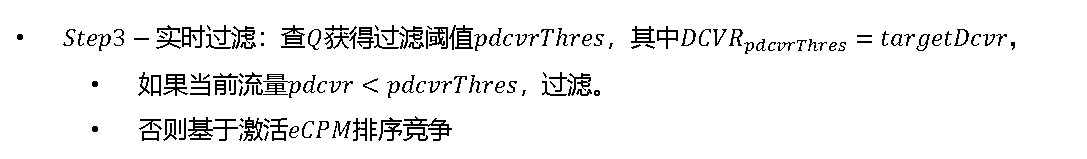 • Step3－实时过滤：查Q获得过滤阈值pdcvrThres，其中DCVR_pdcvrThres = targetDcvr，
• 如果当前流量pdcvr < pdcvrThres，过滤。
• 否则基于激活eCPM排序竞争